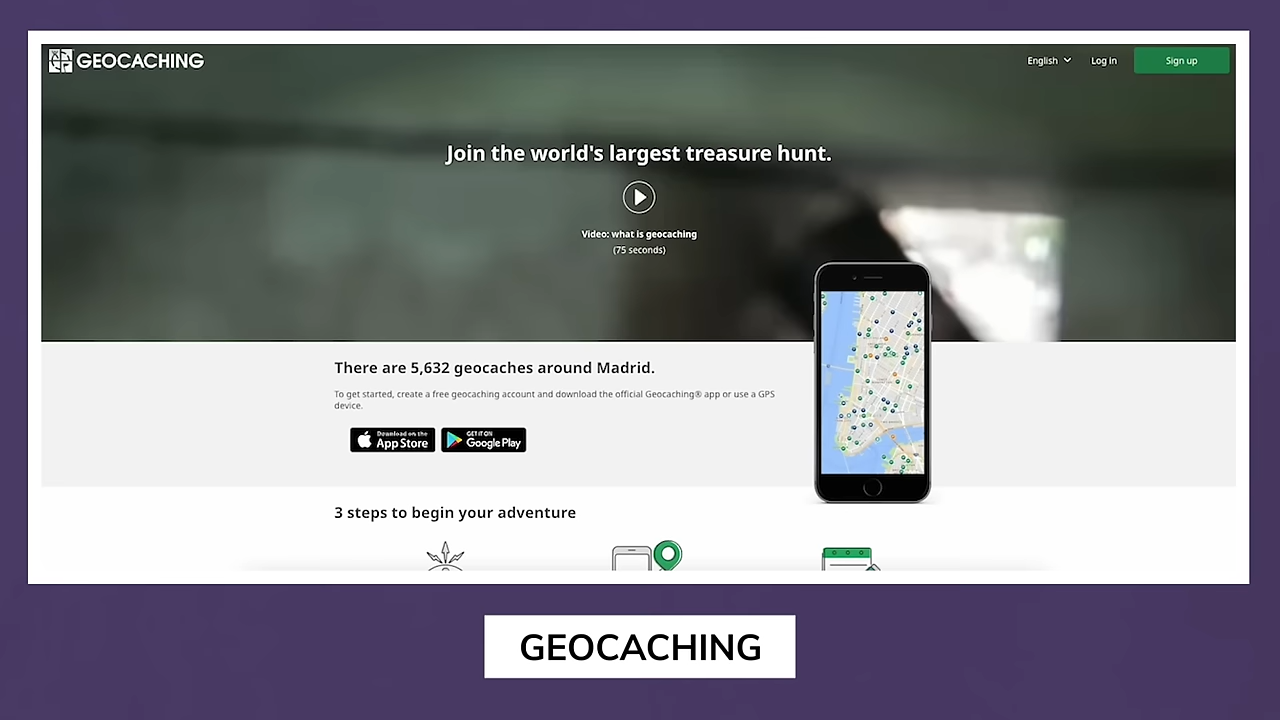 GEOCACHING
English
Log in
Sign up
Join the world's largest treasure hunt.
Video: what is geocaching
(75 seconds)
There are 5,632 geocaches around Madrid.
To get started, create a free geocaching account and download the official Geocaching® app or use a GPS
device.
Download on the
App Store
GET IT ON
Google Play
3 steps to begin your adventure
GEOCACHING